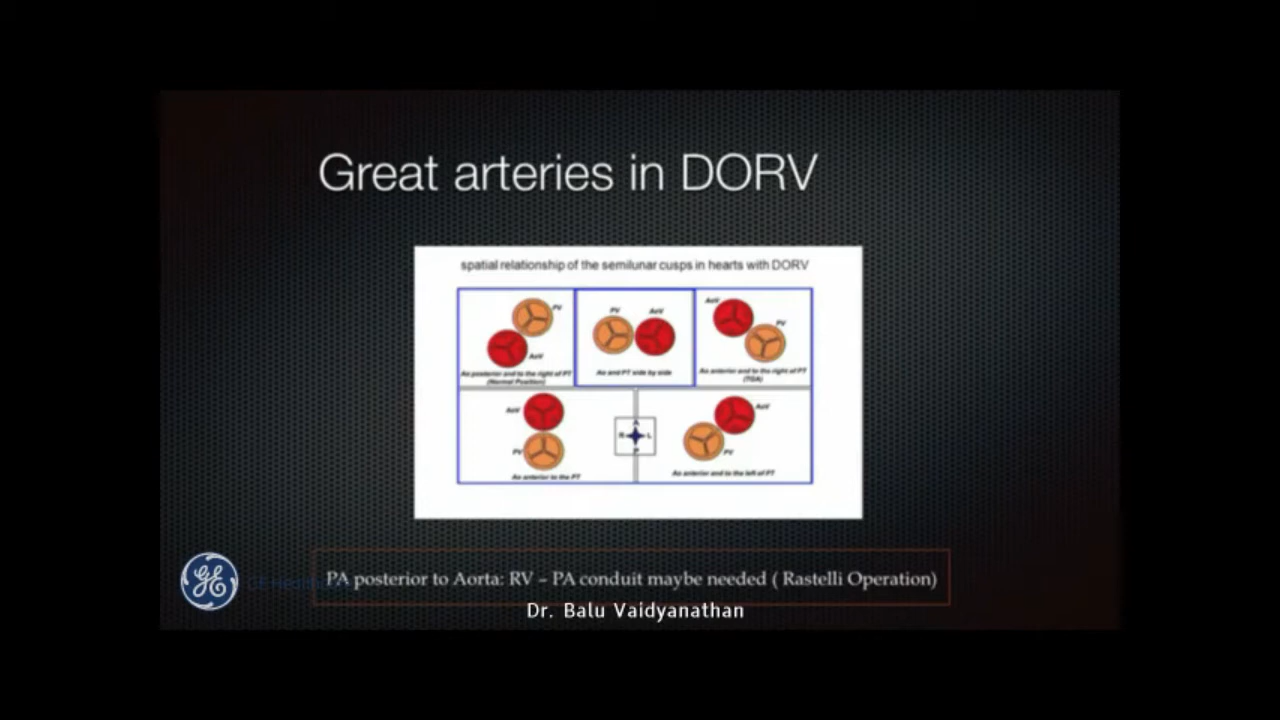 Great arteries in DORV
spatial relationship of the semilunar cusps in hearts with DORV
PV
AoV
Ao posterior and to the right of PT
(Normal Position)
PV AoV
Ao and PT side by side
AoV
PV
Ao anterior and to the right of PT
(TGA)
AoV
PV
Ao anterior to the PT
A
R L
P
AoV
PV
Ao anterior and to the left of PT
GE
PA posterior to Aorta: RV – PA conduit maybe needed ( Rastelli Operation)
Dr. Balu Vaidyanathan